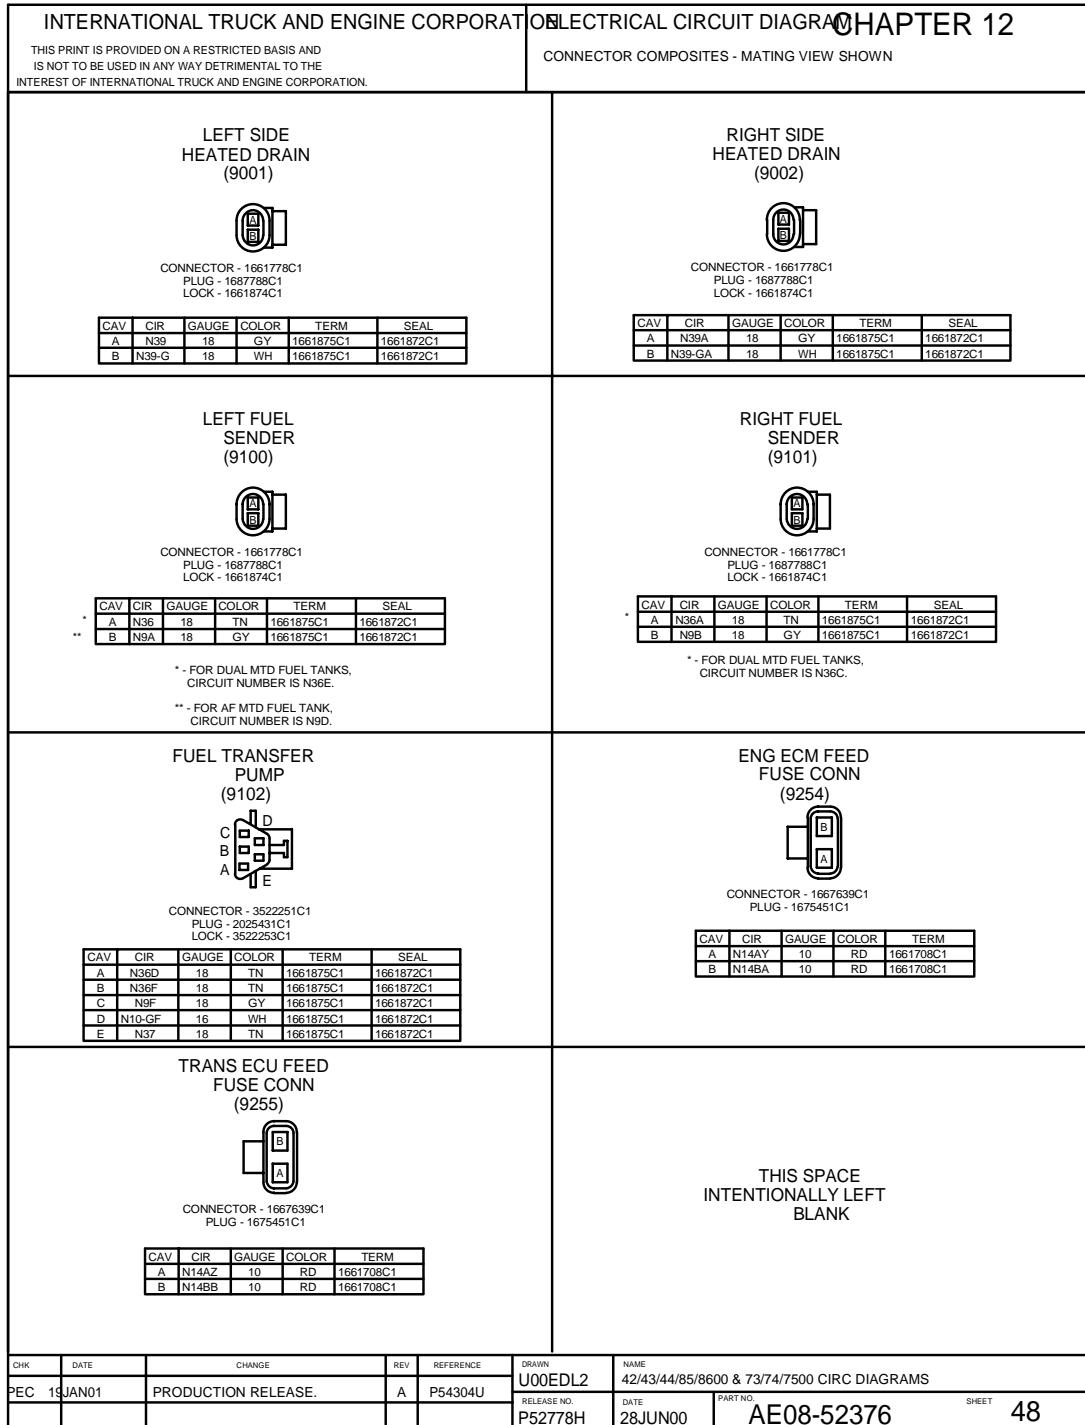 INTERNATIONAL TRUCK AND ENGINE CORPORATION
ELECTRICAL CIRCUIT DIAGRAM
CHAPTER 12
THIS PRINT IS PROVIDED ON A RESTRICTED BASIS AND
IS NOT TO BE USED IN ANY WAY DETRIMENTAL TO THE
INTEREST OF INTERNATIONAL TRUCK AND ENGINE CORPORATION.
CONNECTOR COMPOSITES - MATING VIEW SHOWN
LEFT SIDE
HEATED DRAIN
(9001)
A
B
CONNECTOR - 1661778C1
PLUG - 1687788C1
LOCK - 1661874C1
CAV CIR GAUGE COLOR TERM SEAL
A N39 18 GY 1661875C1 1661872C1
B N39-G 18 WH 1661875C1 1661872C1
RIGHT SIDE
HEATED DRAIN
(9002)
A
B
CONNECTOR - 1661778C1
PLUG - 1687788C1
LOCK - 1661874C1
CAV CIR GAUGE COLOR TERM SEAL
A N39A 18 GY 1661875C1 1661872C1
B N39-GA 18 WH 1661875C1 1661872C1
LEFT FUEL
SENDER
(9100)
A
B
CONNECTOR - 1661778C1
PLUG - 1687788C1
LOCK - 1661874C1
CAV CIR GAUGE COLOR TERM SEAL
* A N36 18 TN 1661875C1 1661872C1
** B N9A 18 GY 1661875C1 1661872C1
* - FOR DUAL MTD FUEL TANKS,
CIRCUIT NUMBER IS N36E.
** - FOR AF MTD FUEL TANK,
CIRCUIT NUMBER IS N9D.
RIGHT FUEL
SENDER
(9101)
A
B
CONNECTOR - 1661778C1
PLUG - 1687788C1
LOCK - 1661874C1
CAV CIR GAUGE COLOR TERM SEAL
* A N36A 18 TN 1661875C1 1661872C1
B N9B 18 GY 1661875C1 1661872C1
* - FOR DUAL MTD FUEL TANKS,
CIRCUIT NUMBER IS N36C.
FUEL TRANSFER
PUMP
(9102)
D
C
B
A
E
CONNECTOR - 3522251C1
PLUG - 2025431C1
LOCK - 3522253C1
CAV CIR GAUGE COLOR TERM SEAL
A N36D 18 TN 1661875C1 1661872C1
B N36F 18 TN 1661875C1 1661872C1
C N9F 18 GY 1661875C1 1661872C1
D N10-GF 16 WH 1661875C1 1661872C1
E N37 18 TN 1661875C1 1661872C1
ENG ECM FEED
FUSE CONN
(9254)
B
A
CONNECTOR - 1667639C1
PLUG - 1675451C1
CAV CIR GAUGE COLOR TERM
A N14AY 10 RD 1661708C1
B N14BA 10 RD 1661708C1
TRANS ECU FEED
FUSE CONN
(9255)
B
A
CONNECTOR - 1667639C1
PLUG - 1675451C1
CAV CIR GAUGE COLOR TERM
A N14AZ 10 RD 1661708C1
B N14BB 10 RD 1661708C1
THIS SPACE
INTENTIONALLY LEFT
BLANK
CHK DATE CHANGE REV REFERENCE
PEC 19JAN01 PRODUCTION RELEASE. A P54304U
DRAWN
U00EDL2
NAME
42/43/44/85/8600 & 73/74/7500 CIRC DIAGRAMS
RELEASE NO.
P52778H
DATE
28JUN00
PART NO.
AE08-52376
SHEET 48